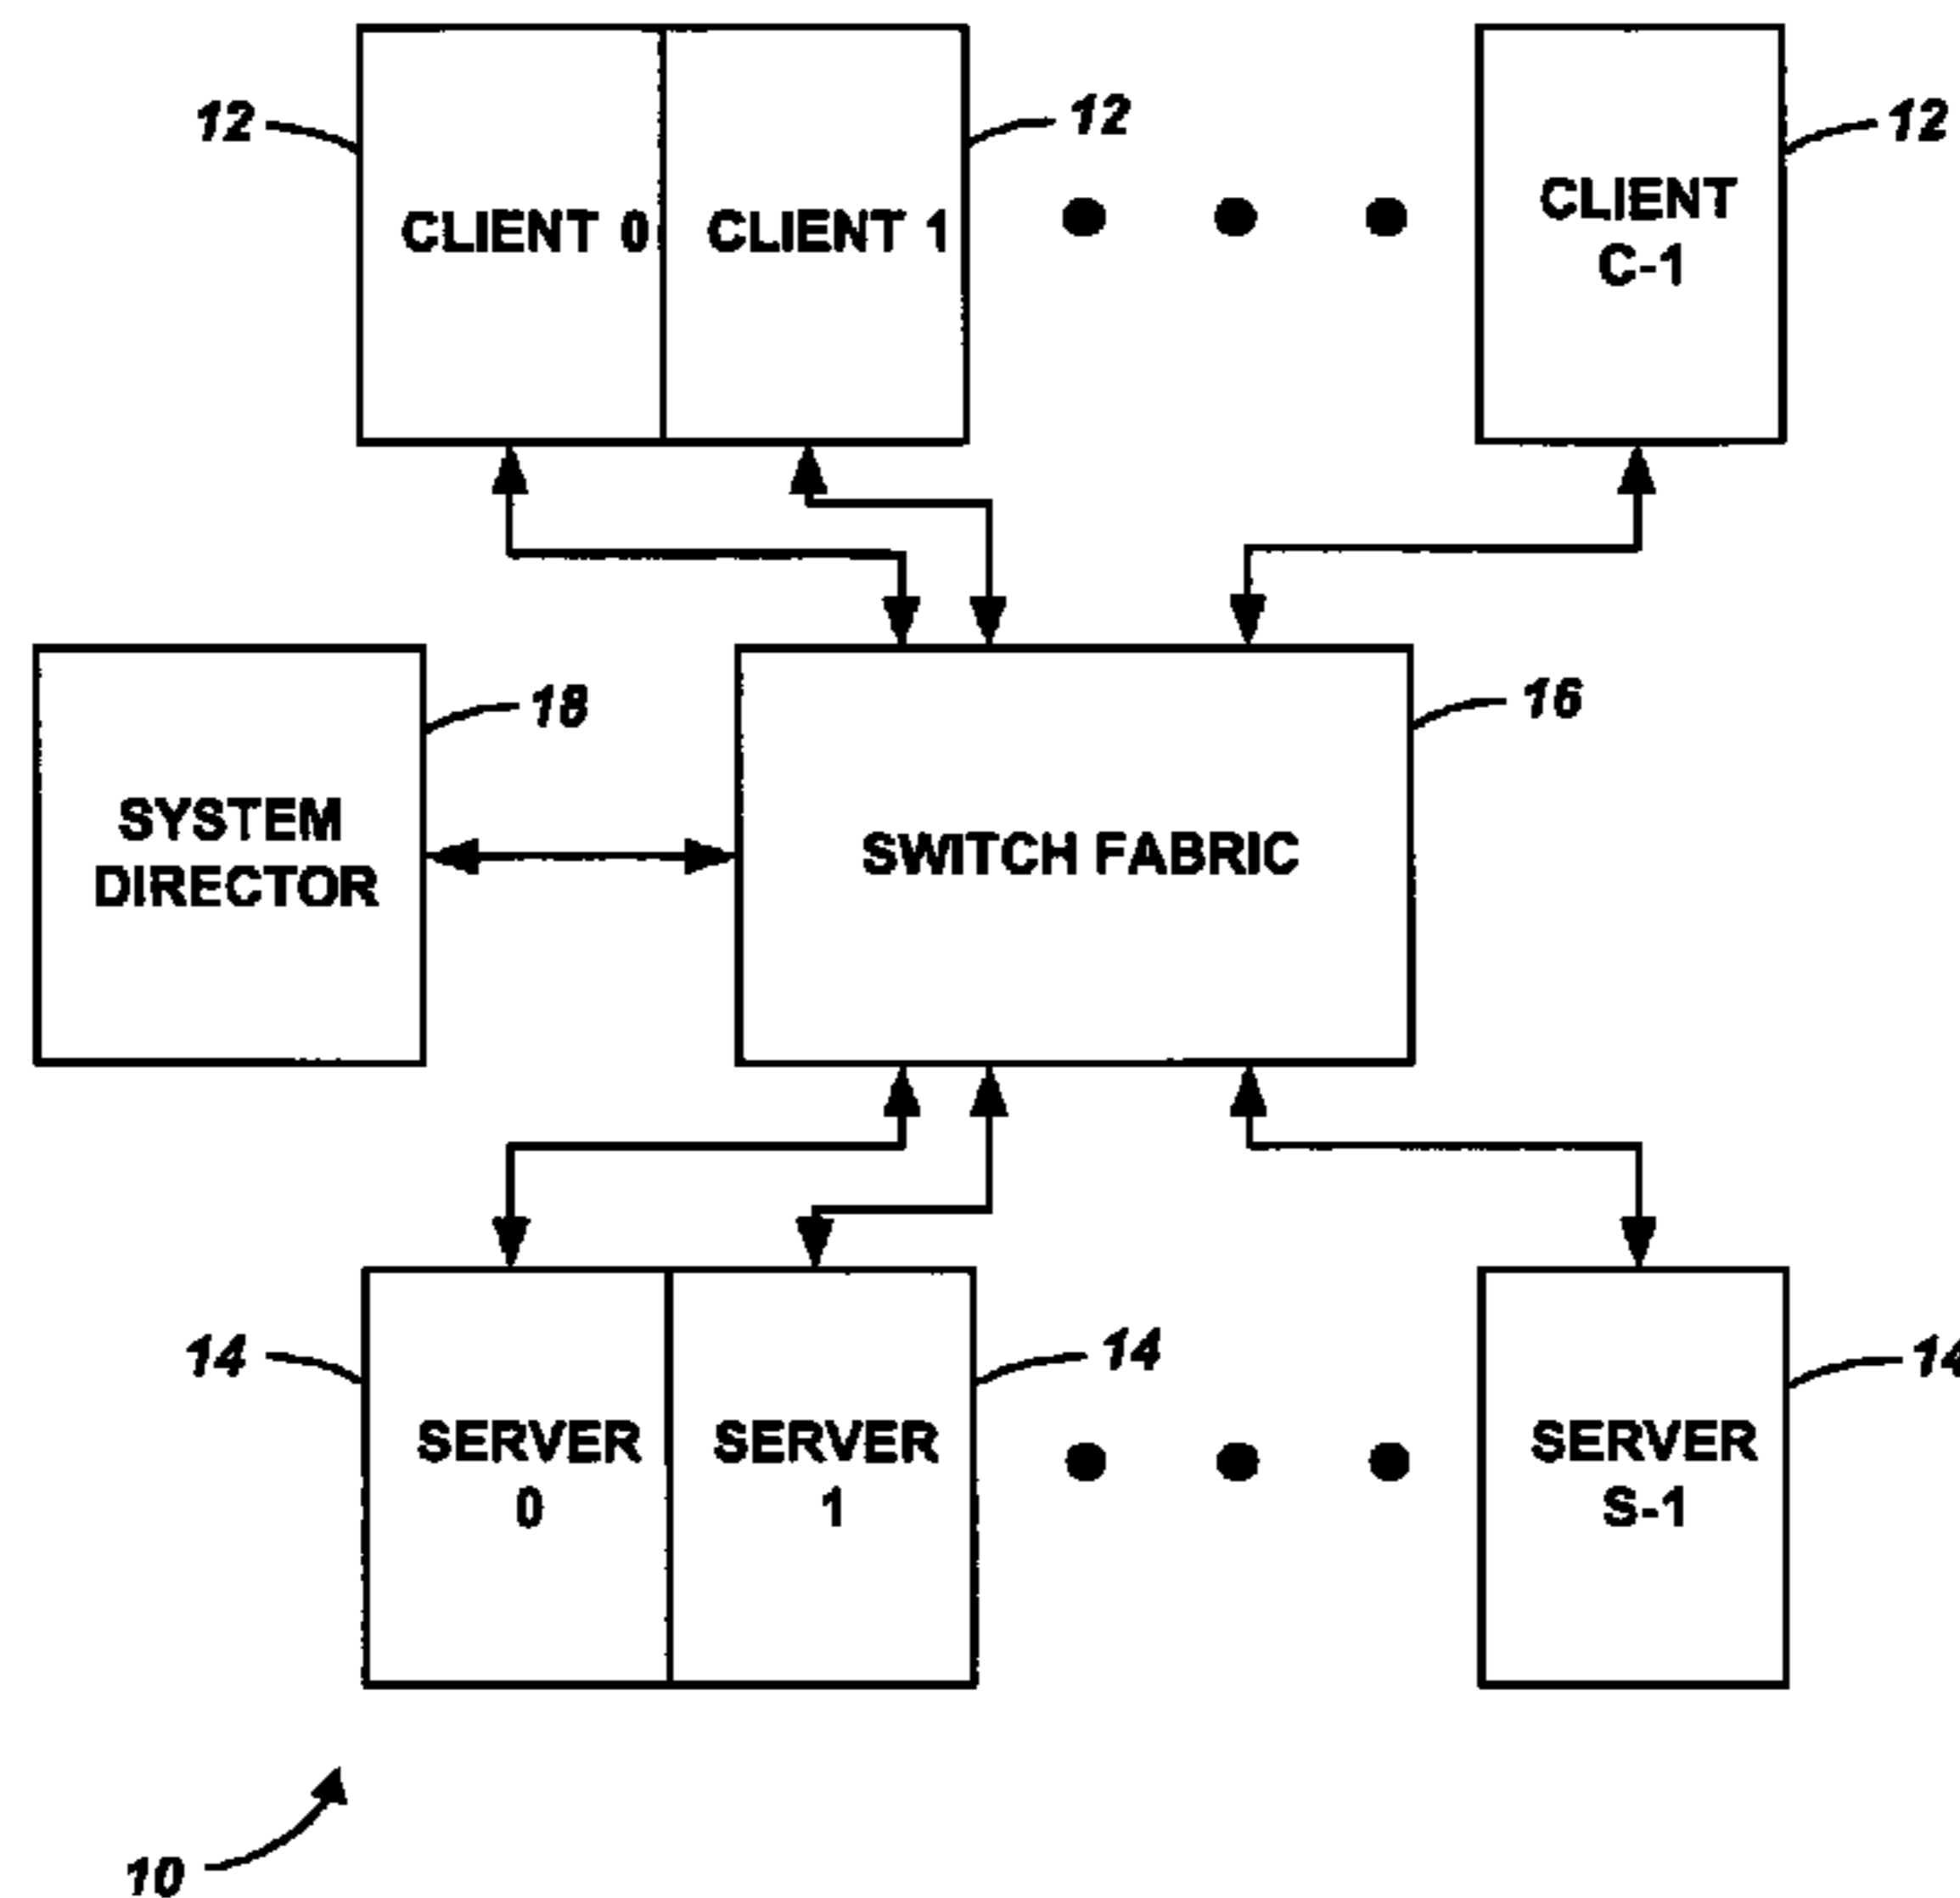 12
12
12
CLIENT 0
CLIENT 1
CLIENT
C-1
18
16
SYSTEM
DIRECTOR
SWITCH FABRIC
14
14
14
SERVER
0
SERVER
1
SERVER
S-1
10